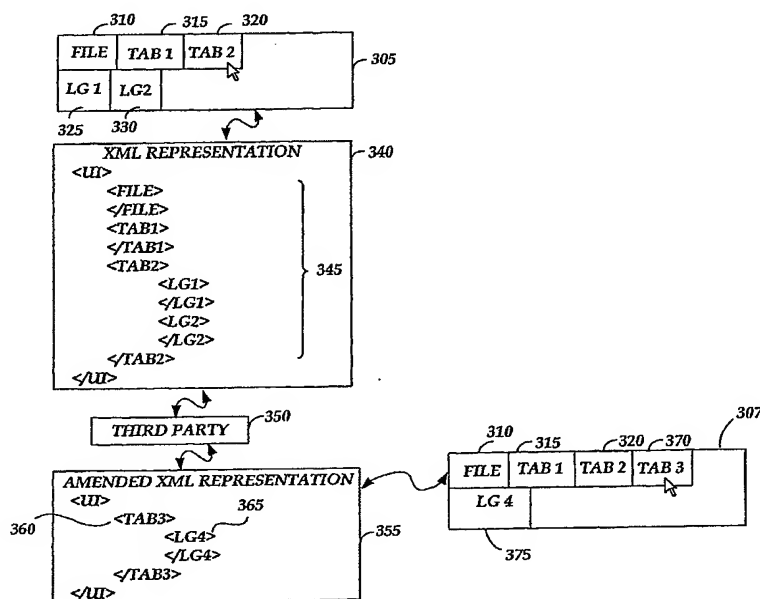 310 315 320
FILE TAB 1 TAB 2
305
LG 1 LG2
325 330
XML REPRESENTATION
340
<UI>
<FILE>
</FILE>
<TAB1>
</TAB1>
<TAB2>
345
<LG1>
</LG1>
<LG2>
</LG2>
</TAB2>
</UI>
350
THIRD PARTY
AMENDED XML REPRESENTATION
<UI>
360 <TAB3> 365
<LG4>
355
</LG4>
</TAB3>
</UI>
307
310 315 320 370
FILE TAB 1 TAB 2 TAB 3
LG 4
375